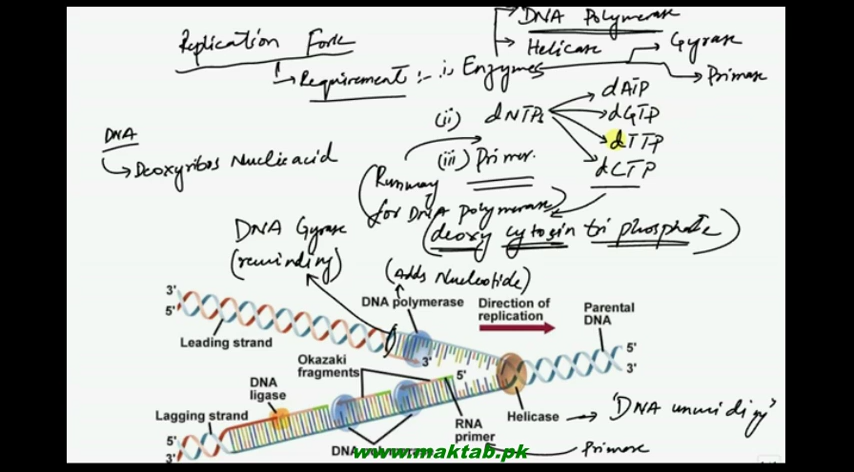 DNA Polymerase
Replication Fork
Helicase
Gyrase
Requirement :- i, Enzymes
Primase
dATP
(ii) dNTPs
dGTP
DNA
dTTP
Deoxyribos Nuclicacid
(iii) Primer.
dCTP
(Runway
for DNA polymerase)
(deoxy cytosin tri phosphate)
DNA Gyrase
(rewinding)
(Adds Nucleotide)
3'
5'
DNA polymerase
Direction of
replication
Parental
DNA
Leading strand
3'
5'
3'
Okazaki
fragments
5'
DNA
ligase
Lagging strand
RNA
primer
Helicase
'DNA unwidig'
3'
5'
www.maktab.pk
Primase